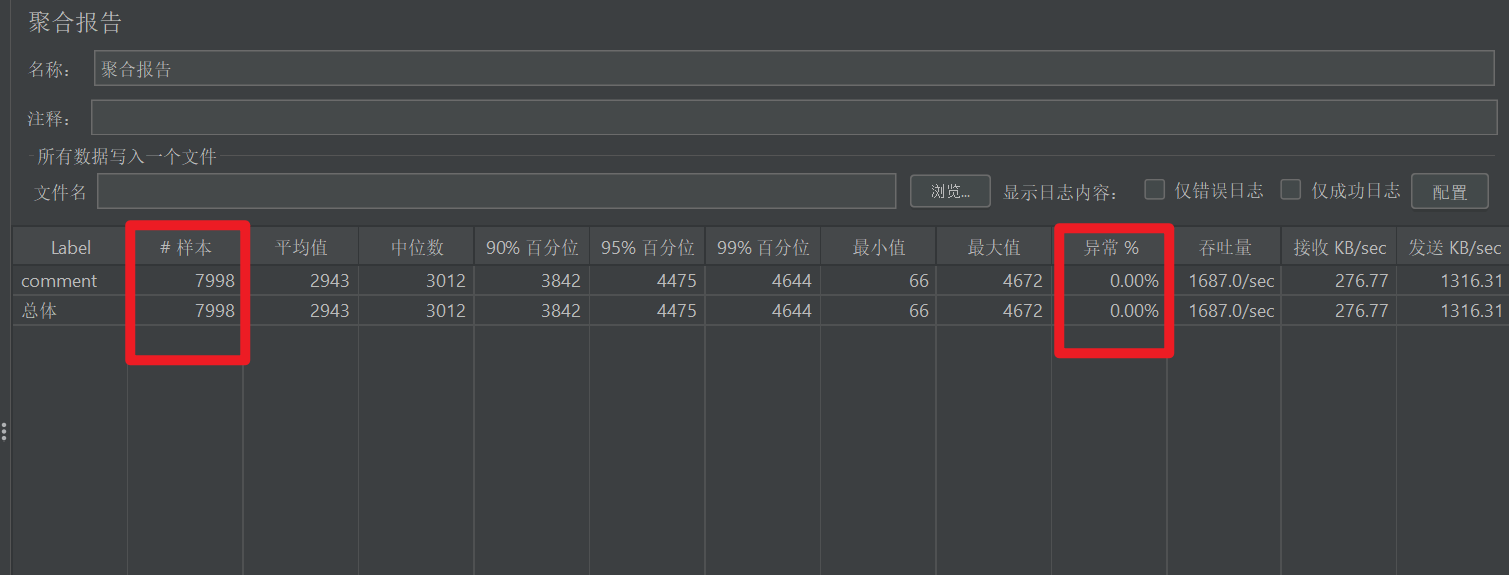 聚合报告
名称： 聚合报告
注释：
所有数据写入一个文件
文件名 浏览... 显示日志内容： 仅错误日志 仅成功日志 配置
Label # 样本 平均值 中位数 90% 百分位 95% 百分位 99% 百分位 最小值 最大值 异常 % 吞吐量 接收 KB/sec 发送 KB/sec
comment 7998 2943 3012 3842 4475 4644 66 4672 0.00% 1687.0/sec 276.77 1316.31
总体 7998 2943 3012 3842 4475 4644 66 4672 0.00% 1687.0/sec 276.77 1316.31